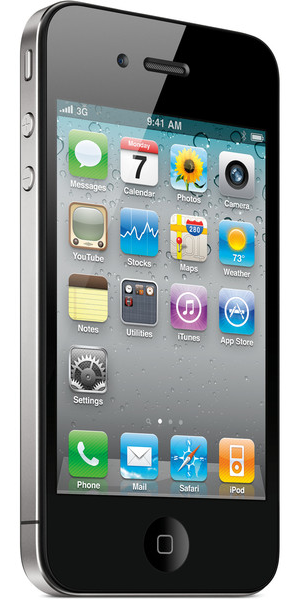 3G 9:41 AM
Monday
7
Messages Calendar Photos Camera
280
73°
YouTube Stocks Maps Weather
Notes Utilities iTunes App Store
Settings
Phone Mail Safari iPod